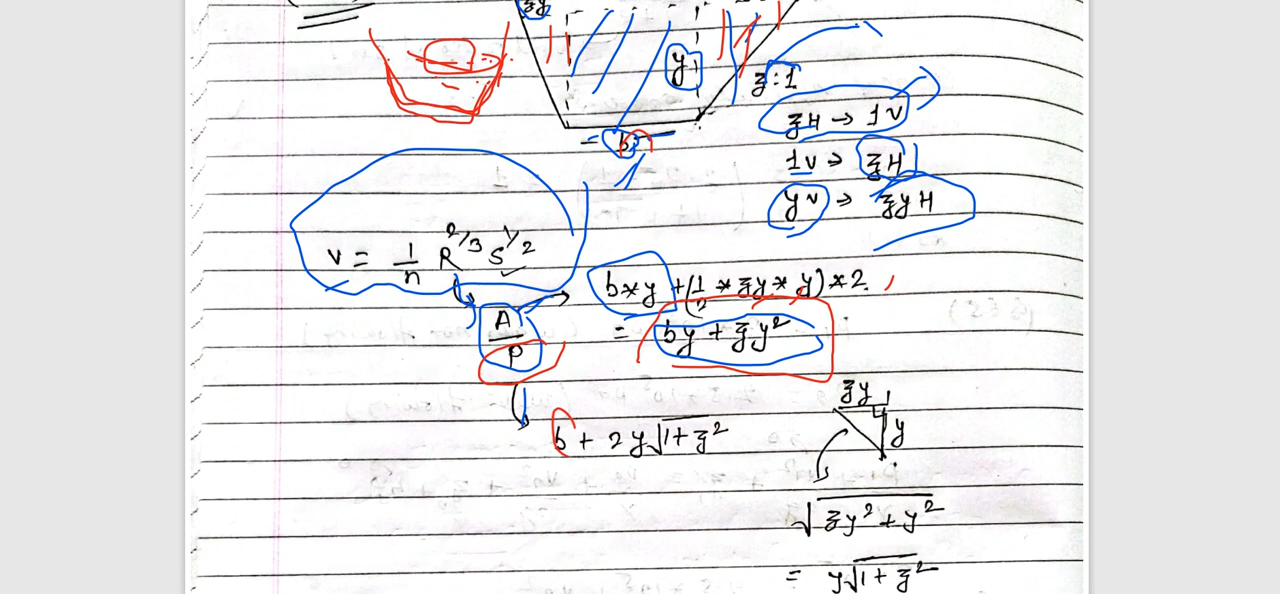 zy
y
z:1
b
zH → 1V
1V → zH
yV → zyH
V = 1/n R^2/3 S^1/2
A/P → b*y + (1/2 * zy * y) * 2
= by + zy²
b + 2y√1+z²
zy
y
√zy² + y²
= y√1+z²